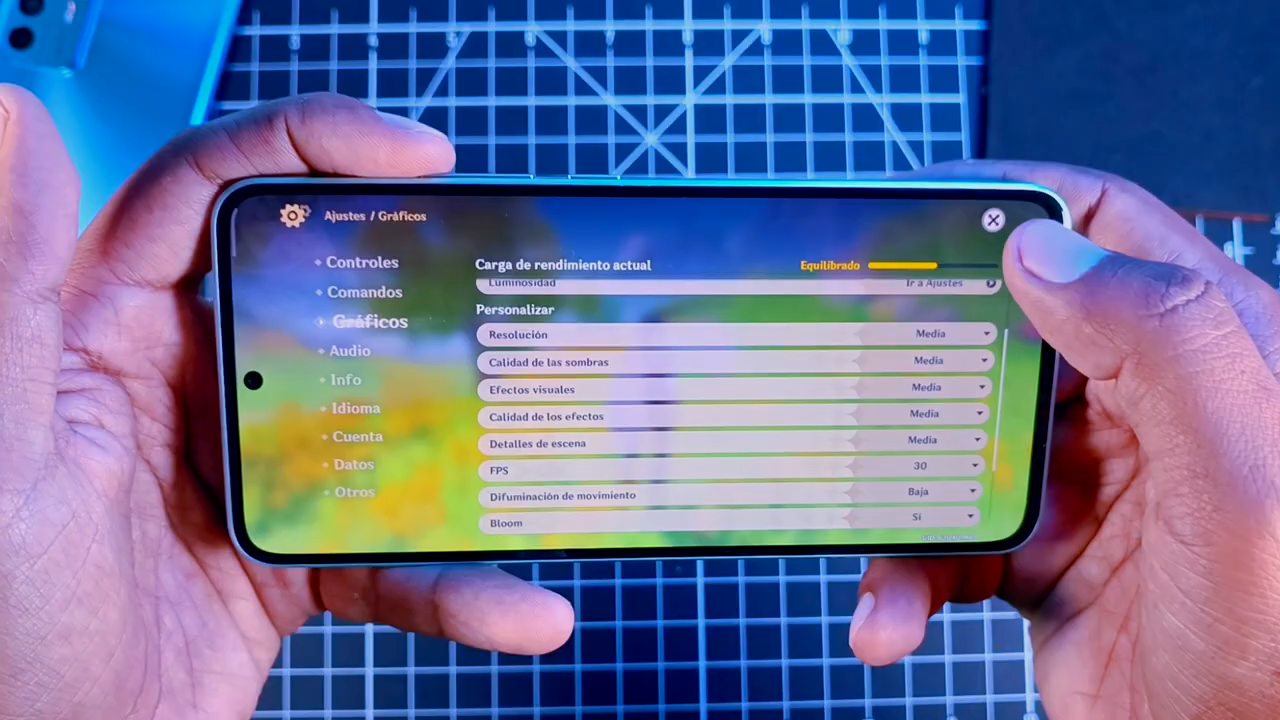 Ajustes / Gráficos
Controles
Comandos
Gráficos
Audio
Info
Idioma
Cuenta
Datos
Otros
Carga de rendimiento actual Equilibrado
Luminosidad Ir a Ajustes
Personalizar
Resolución Media
Calidad de las sombras Media
Efectos visuales Media
Calidad de los efectos Media
Detalles de escena Media
FPS 30
Difuminación de movimiento Baja
Bloom Sí